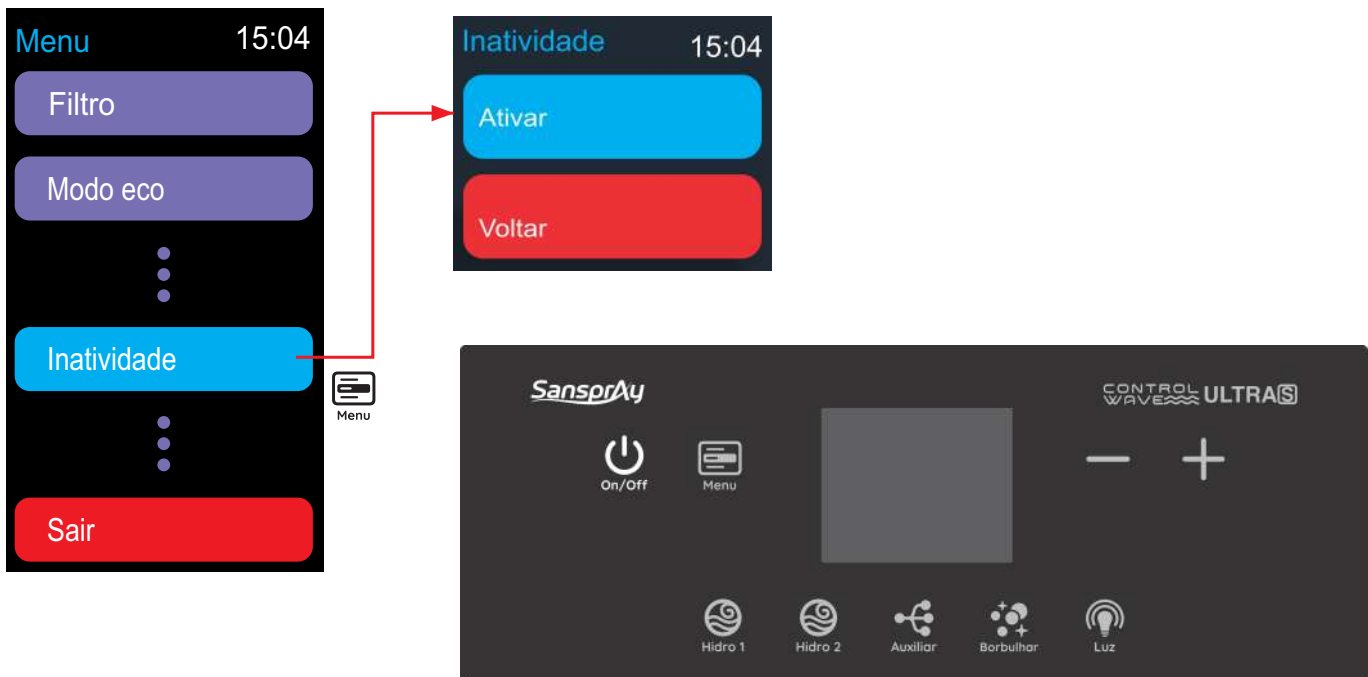 Menu 15:04
Filtro
Modo eco
Inatividade
Sair
Menu
Inatividade 15:04
Ativar
Voltar
SansprAy
CONTROL WAVE ULTRA S
On/Off
Menu
Hidro 1
Hidro 2
Auxiliar
Borbulhar
Luz